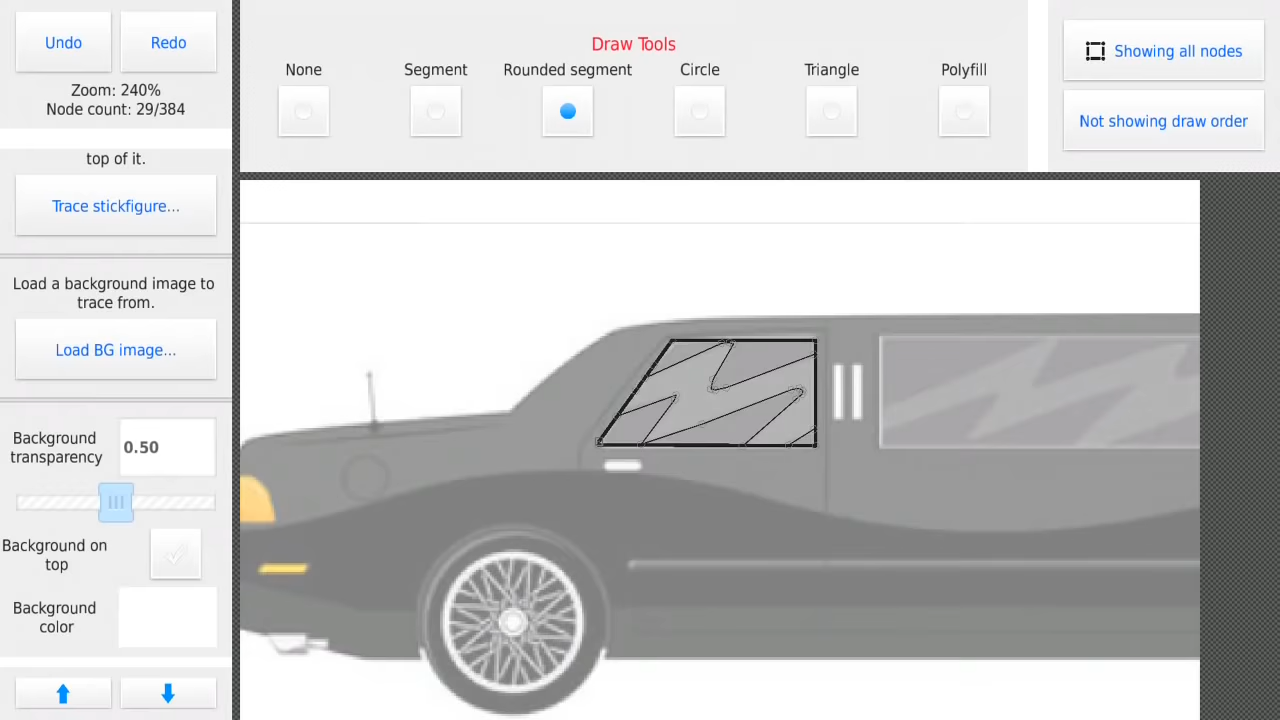 Undo
Redo
Zoom: 240%
Node count: 29/384
top of it.
Trace stickfigure...
Load a background image to
trace from.
Load BG image...
Background
transparency
0.50
Background on
top
Background
color
Draw Tools
None
Segment
Rounded segment
Circle
Triangle
Polyfill
Showing all nodes
Not showing draw order